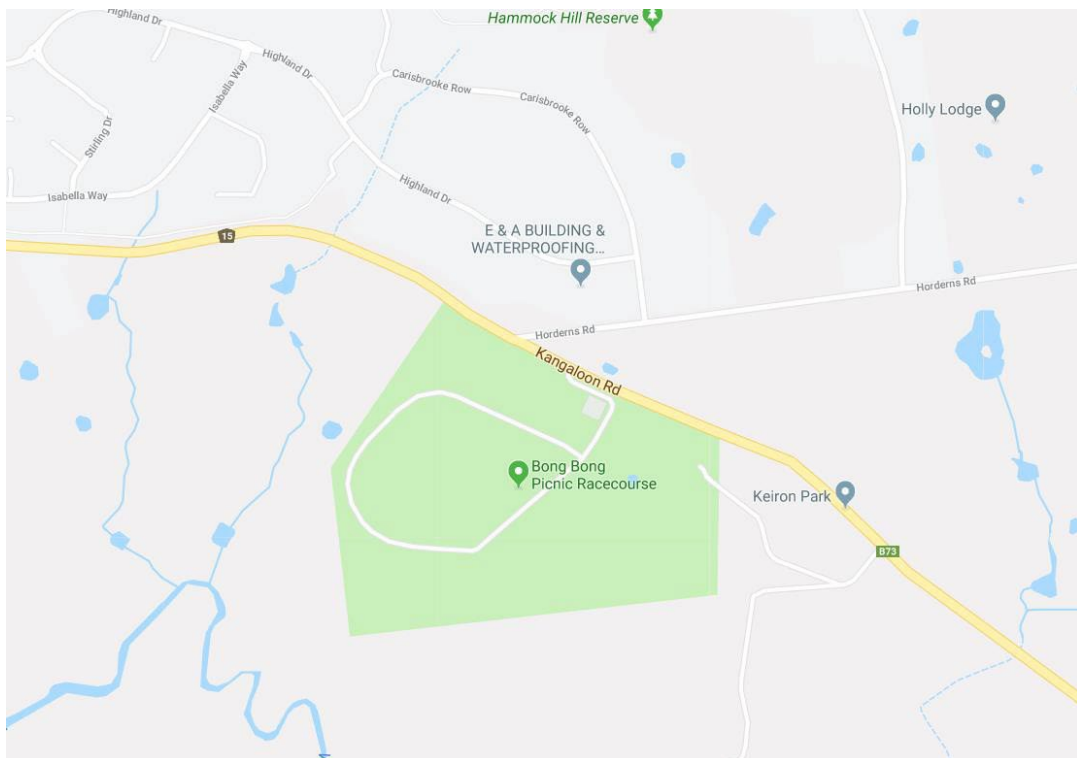 Highland Dr
Hammock Hill Reserve
Highland Dr
Isabella Way
Carisbrooke Row
Carisbrooke Row
Holly Lodge
Stirling Dr
Highland Dr
Isabella Way
15
E & A BUILDING &
WATERPROOFING...
Horderns Rd
Horderns Rd
Kangaloon Rd
Bong Bong
Picnic Racecourse
Keiron Park
B73